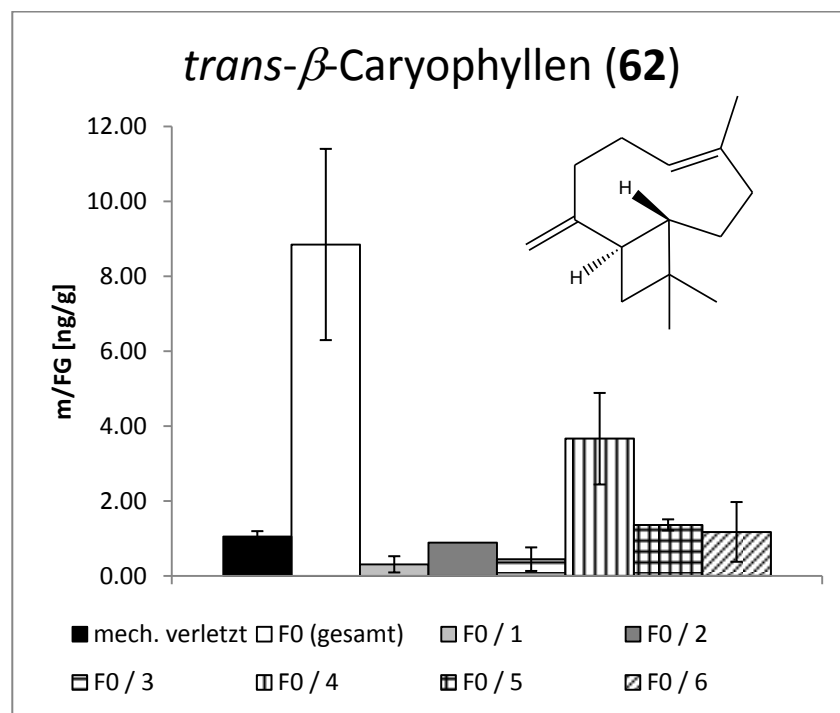 trans-β-Caryophyllen (62)
12.00
10.00
8.00
6.00
4.00
2.00
0.00
m/FG [ng/g]
H
H
mech. verletzt F0 (gesamt) F0 / 1 F0 / 2
F0 / 3 F0 / 4 F0 / 5 F0 / 6